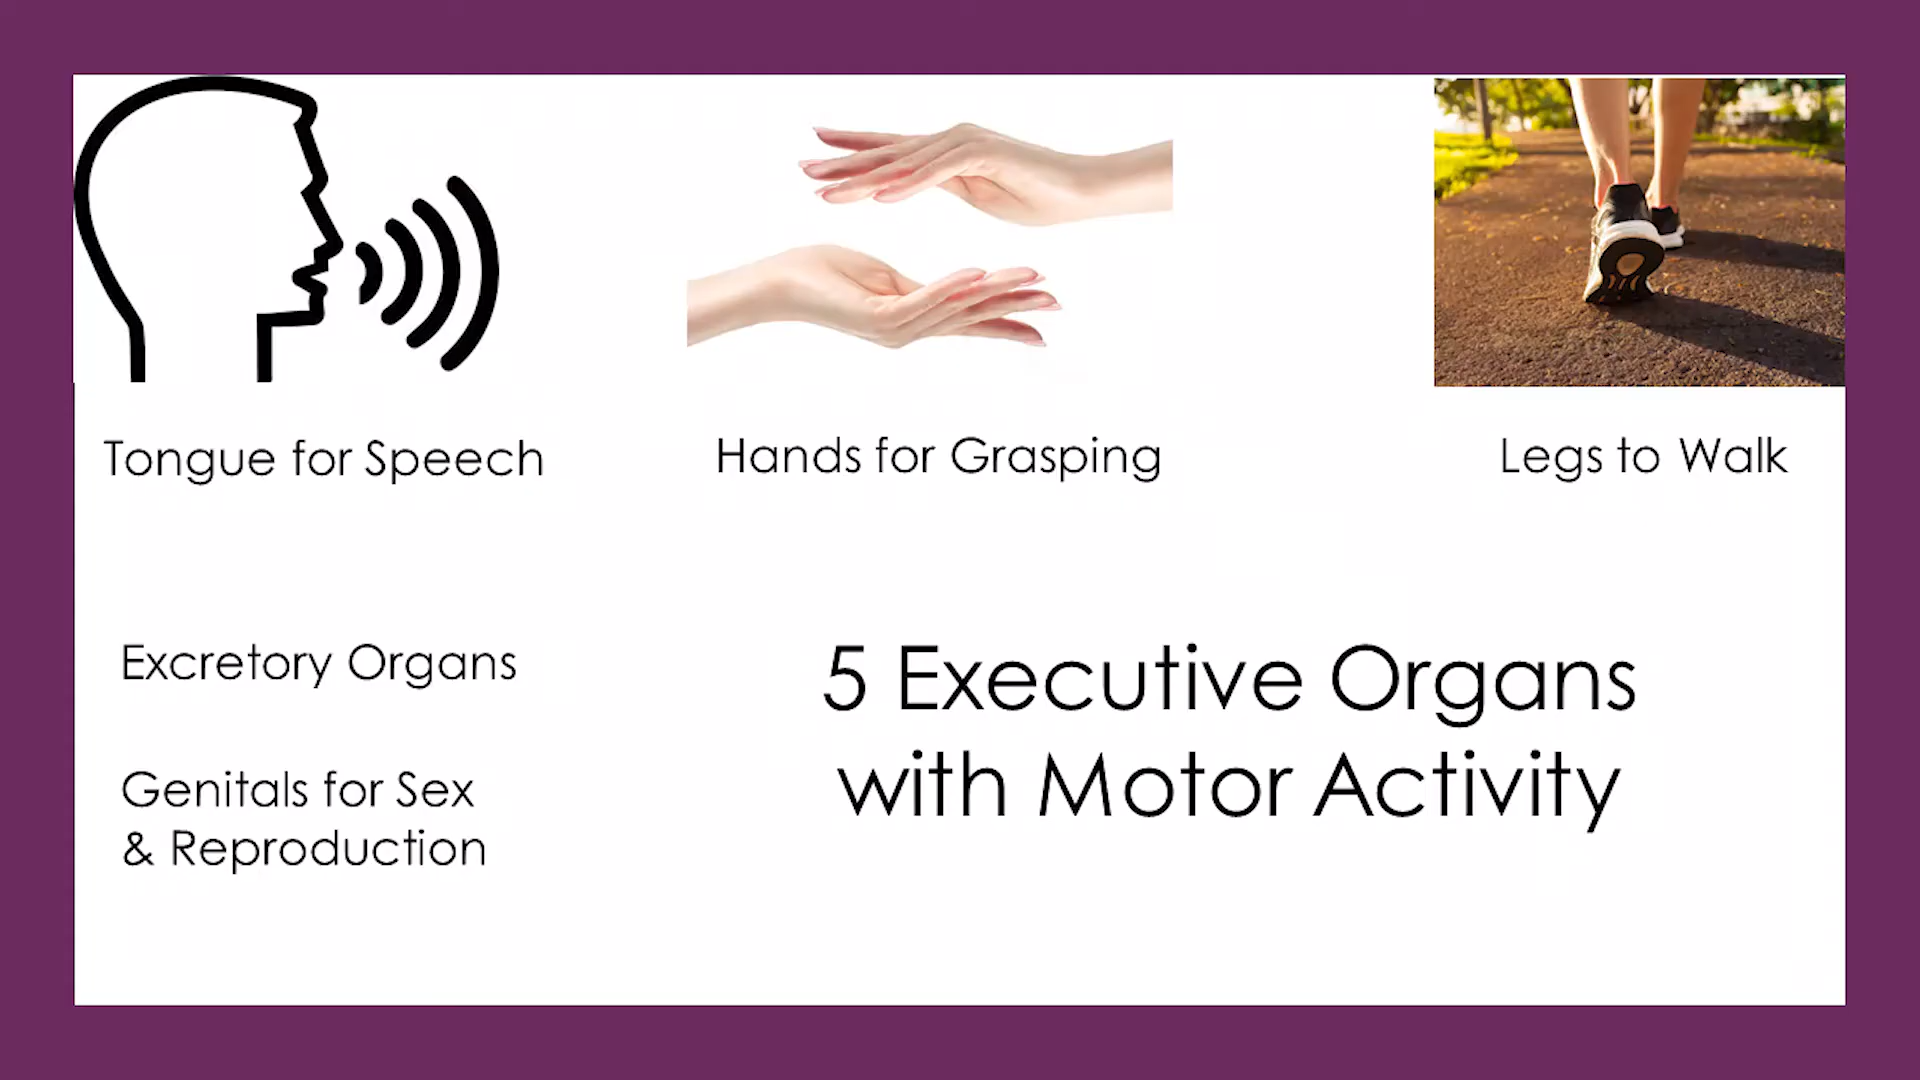 Tongue for Speech
Hands for Grasping
Legs to Walk
Excretory Organs
Genitals for Sex
& Reproduction
5 Executive Organs
with Motor Activity